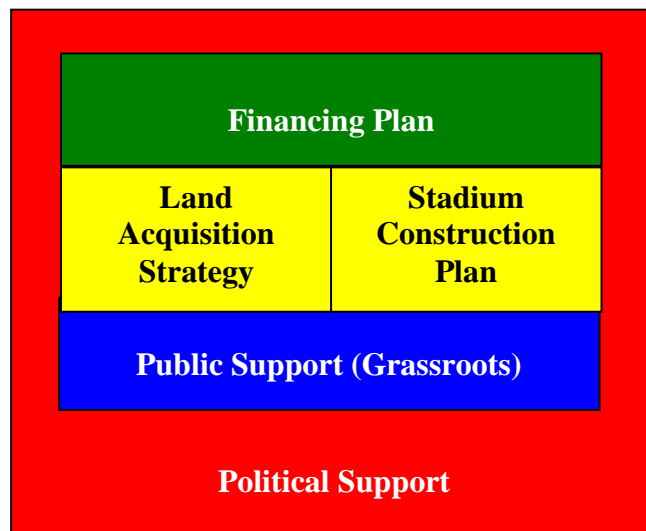 Financing Plan
Land
Acquisition
Strategy
Stadium
Construction
Plan
Public Support (Grassroots)
Political Support